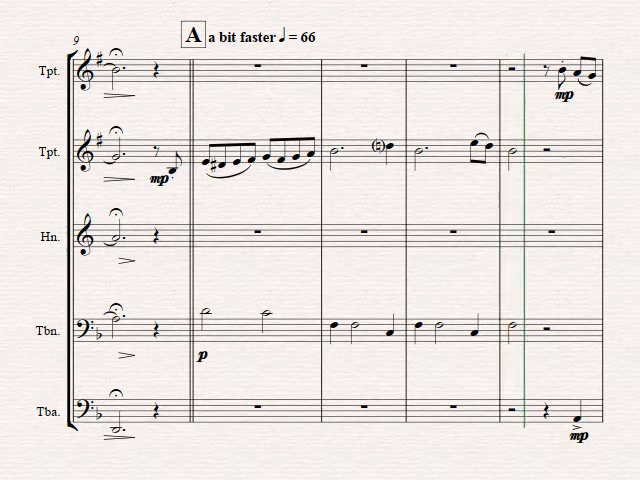 9
A a bit faster ♩ = 66
Tpt.
mp
Tpt.
mp
Hn.
Tbn.
p
Tba.
mp